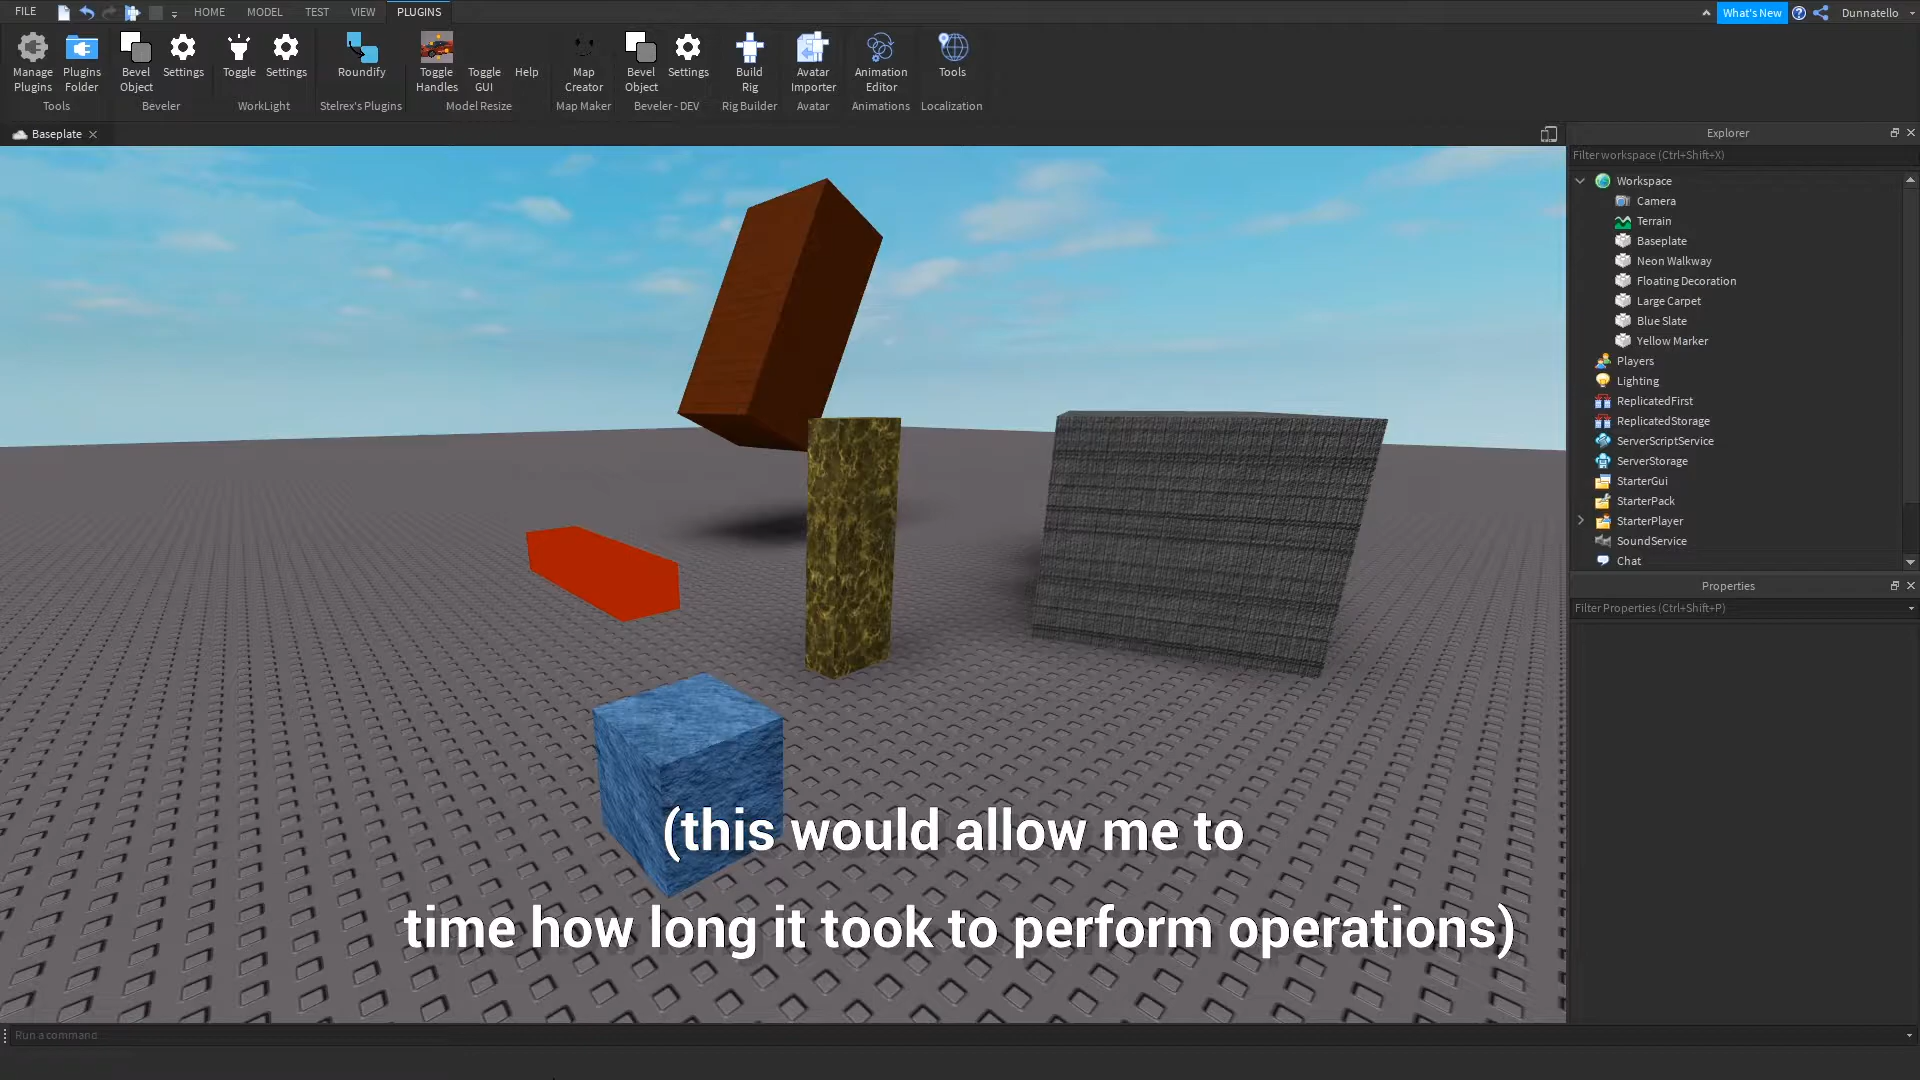 FILE HOME MODEL TEST VIEW PLUGINS What's New Dunnatello
Manage Plugins
Plugins Folder
Tools
Bevel Object
Settings
Beveler
Toggle
Settings
WorkLight
Roundify
Stelrex's Plugins
Toggle Handles
Toggle GUI
Help
Model Resize
Map Creator
Map Maker
Bevel Object
Settings
Beveler - DEV
Build Rig
Rig Builder
Avatar Importer
Avatar
Animation Editor
Animations
Tools
Localization
Baseplate
Explorer
Filter workspace (Ctrl+Shift+X)
Workspace
Camera
Terrain
Baseplate
Neon Walkway
Floating Decoration
Large Carpet
Blue Slate
Yellow Marker
Players
Lighting
ReplicatedFirst
ReplicatedStorage
ServerScriptService
ServerStorage
StarterGui
StarterPack
StarterPlayer
SoundService
Chat
Properties
Filter Properties (Ctrl+Shift+P)
(this would allow me to
time how long it took to perform operations)
Run a command